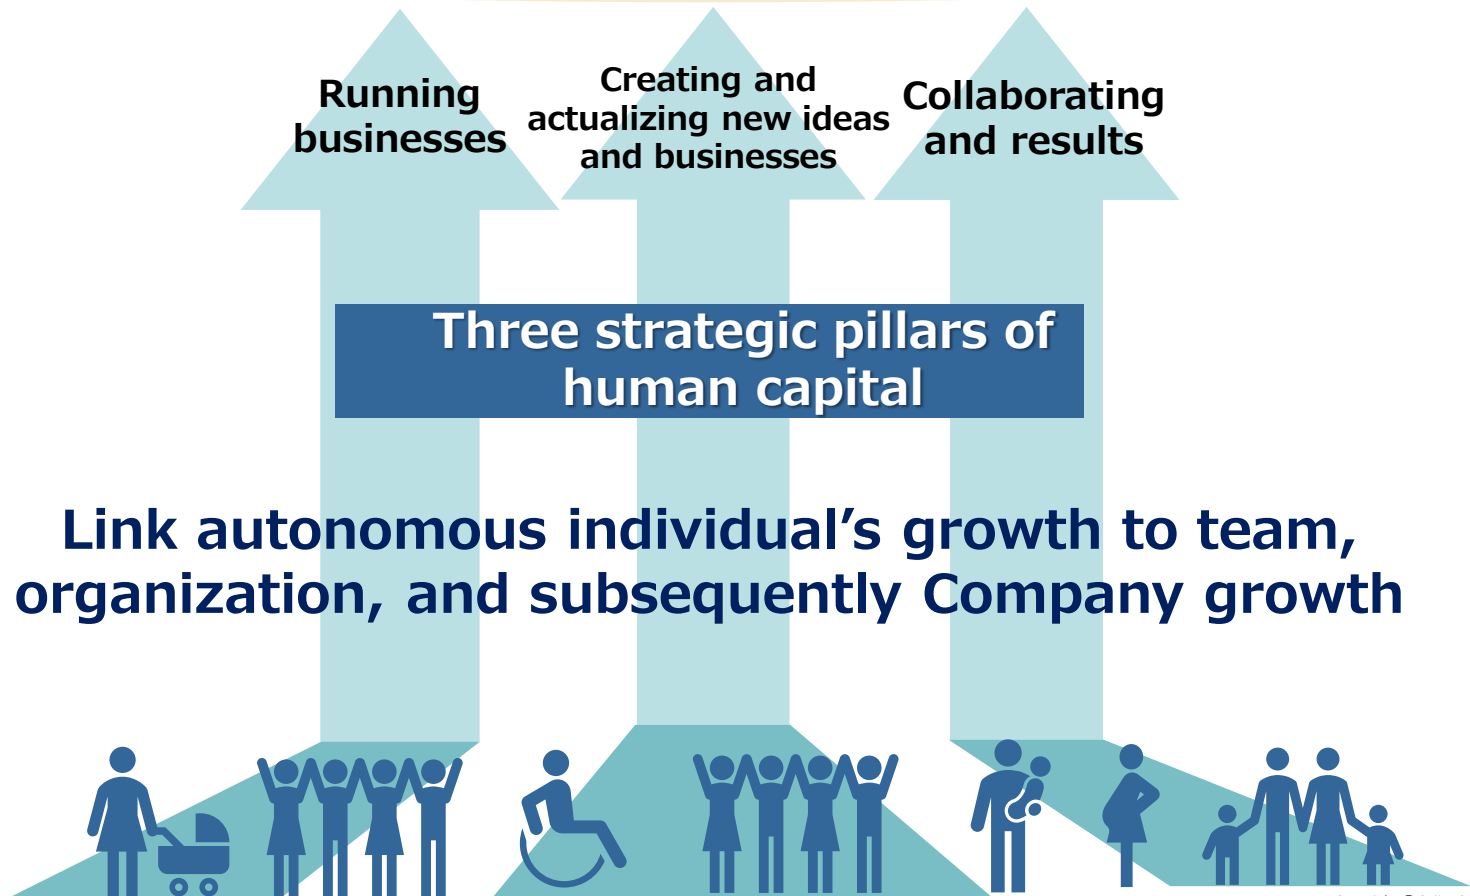 Running
businesses
Creating and
actualizing new ideas
and businesses
Collaborating
and results
Three strategic pillars of
human capital
Link autonomous individual’s growth to team,
organization, and subsequently Company growth